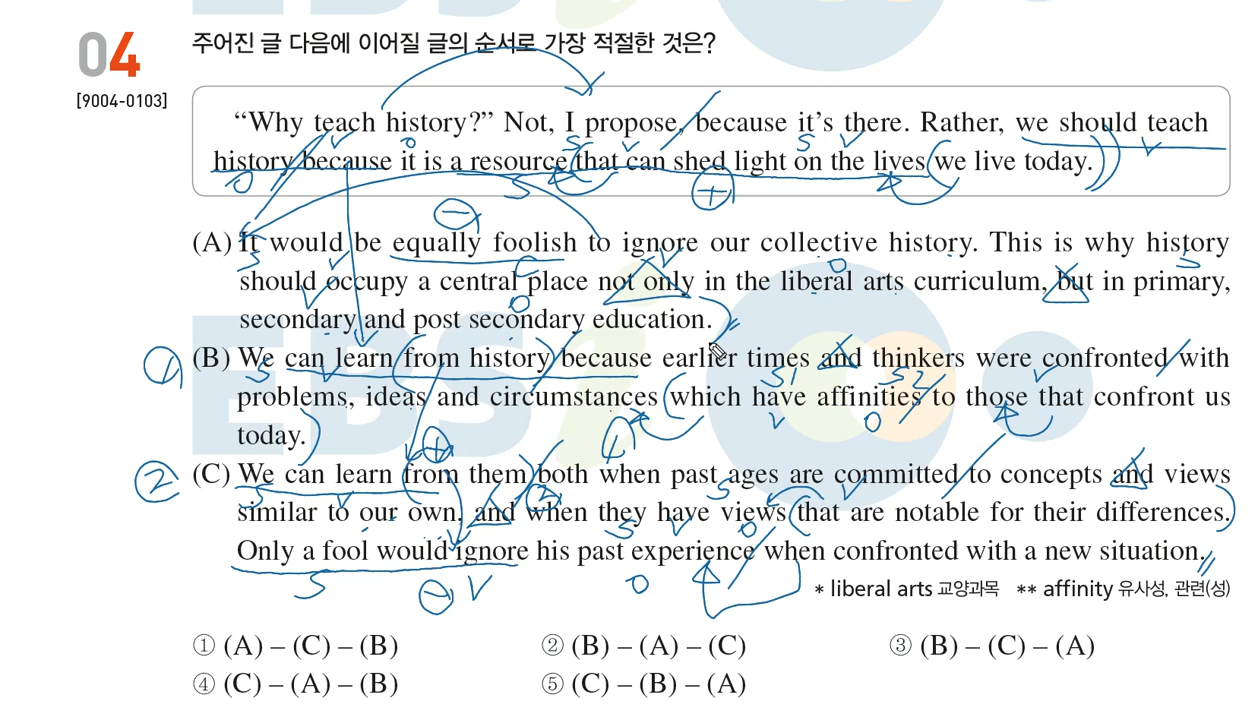 04
주어진 글 다음에 이어질 글의 순서로 가장 적절한 것은?
[9004-0103]
“Why teach history?” Not, I propose, because it’s there. Rather, we should teach
history because it is a resource that can shed light on the lives we live today.
(A) It would be equally foolish to ignore our collective history. This is why history
should occupy a central place not only in the liberal arts curriculum, but in primary,
secondary and post secondary education.
① (B) We can learn from history because earlier times and thinkers were confronted with
problems, ideas and circumstances which have affinities to those that confront us
today.
② (C) We can learn from them both when past ages are committed to concepts and views
similar to our own, and when they have views that are notable for their differences.
Only a fool would ignore his past experience when confronted with a new situation.
* liberal arts 교양과목 ** affinity 유사성, 관련(성)
① (A) – (C) – (B) ② (B) – (A) – (C) ③ (B) – (C) – (A)
④ (C) – (A) – (B) ⑤ (C) – (B) – (A)